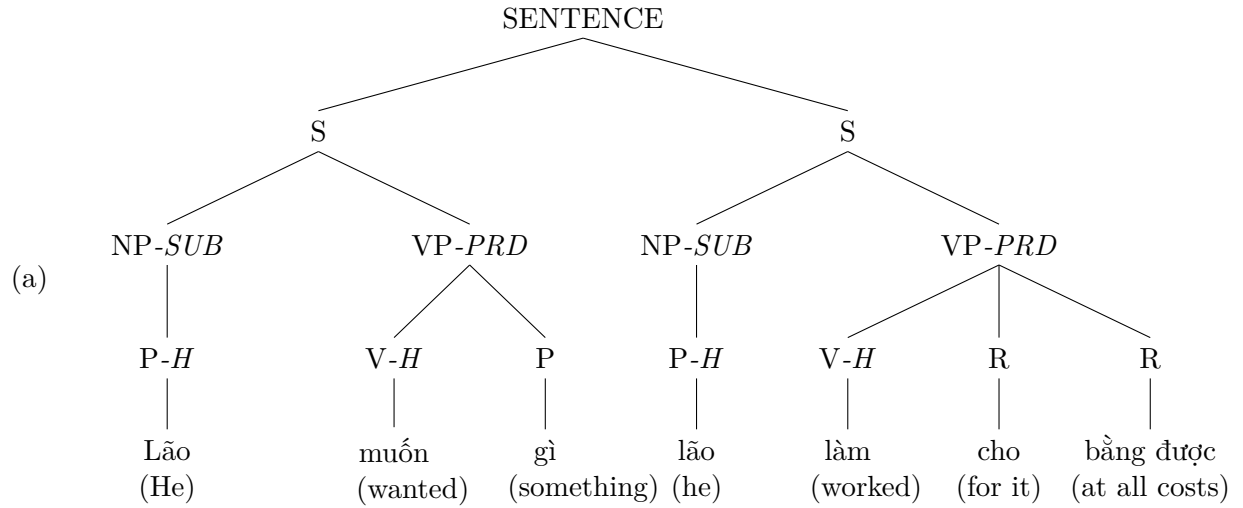 SENTENCE
S S
NP-SUB VP-PRD NP-SUB VP-PRD
(a)
P-H V-H P P-H V-H R R
Lão muốn gì lão làm cho bằng được
(He) (wanted) (something) (he) (worked) (for it) (at all costs)